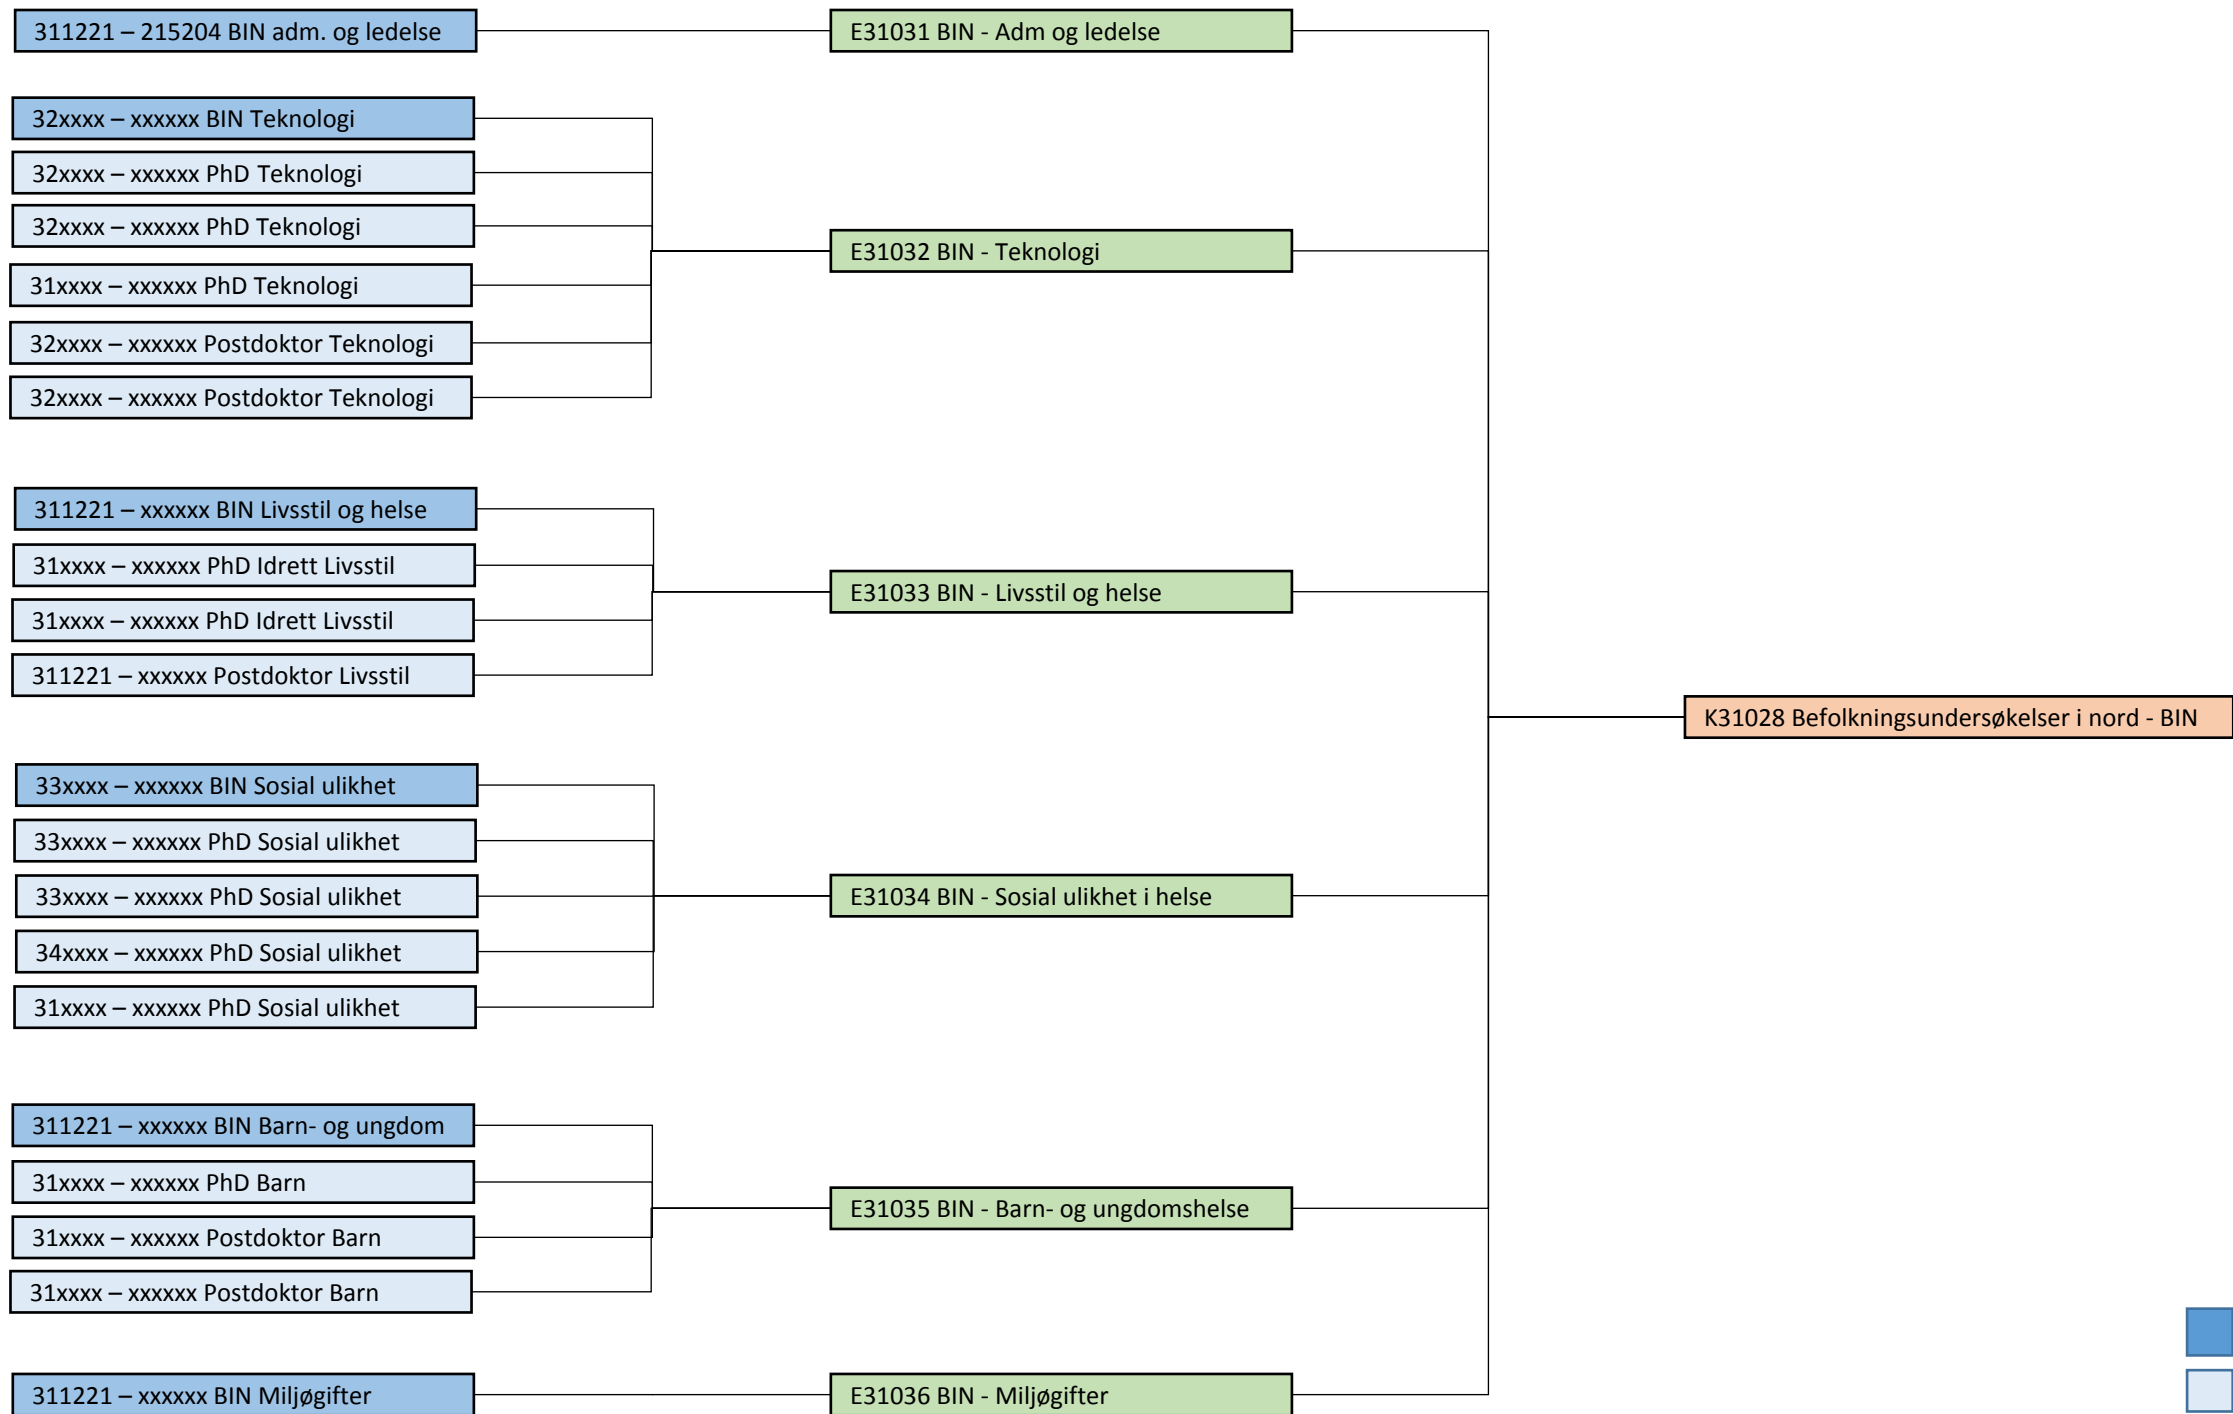 311221 – 215204 BIN adm. og ledelse
E31031 BIN - Adm og ledelse
32xxxx – xxxxxx BIN Teknologi
32xxxx – xxxxxx PhD Teknologi
32xxxx – xxxxxx PhD Teknologi
31xxxx – xxxxxx PhD Teknologi
32xxxx – xxxxxx Postdoktor Teknologi
32xxxx – xxxxxx Postdoktor Teknologi
E31032 BIN - Teknologi
311221 – xxxxxx BIN Livsstil og helse
31xxxx – xxxxxx PhD Idrett Livsstil
31xxxx – xxxxxx PhD Idrett Livsstil
311221 – xxxxxx Postdoktor Livsstil
E31033 BIN - Livsstil og helse
33xxxx – xxxxxx BIN Sosial ulikhet
33xxxx – xxxxxx PhD Sosial ulikhet
33xxxx – xxxxxx PhD Sosial ulikhet
34xxxx – xxxxxx PhD Sosial ulikhet
31xxxx – xxxxxx PhD Sosial ulikhet
E31034 BIN - Sosial ulikhet i helse
311221 – xxxxxx BIN Barn- og ungdom
31xxxx – xxxxxx PhD Barn
31xxxx – xxxxxx Postdoktor Barn
31xxxx – xxxxxx Postdoktor Barn
E31035 BIN - Barn- og ungdomshelse
311221 – xxxxxx BIN Miljøgifter
E31036 BIN - Miljøgifter
K31028 Befolkningsundersøkelser i nord - BIN